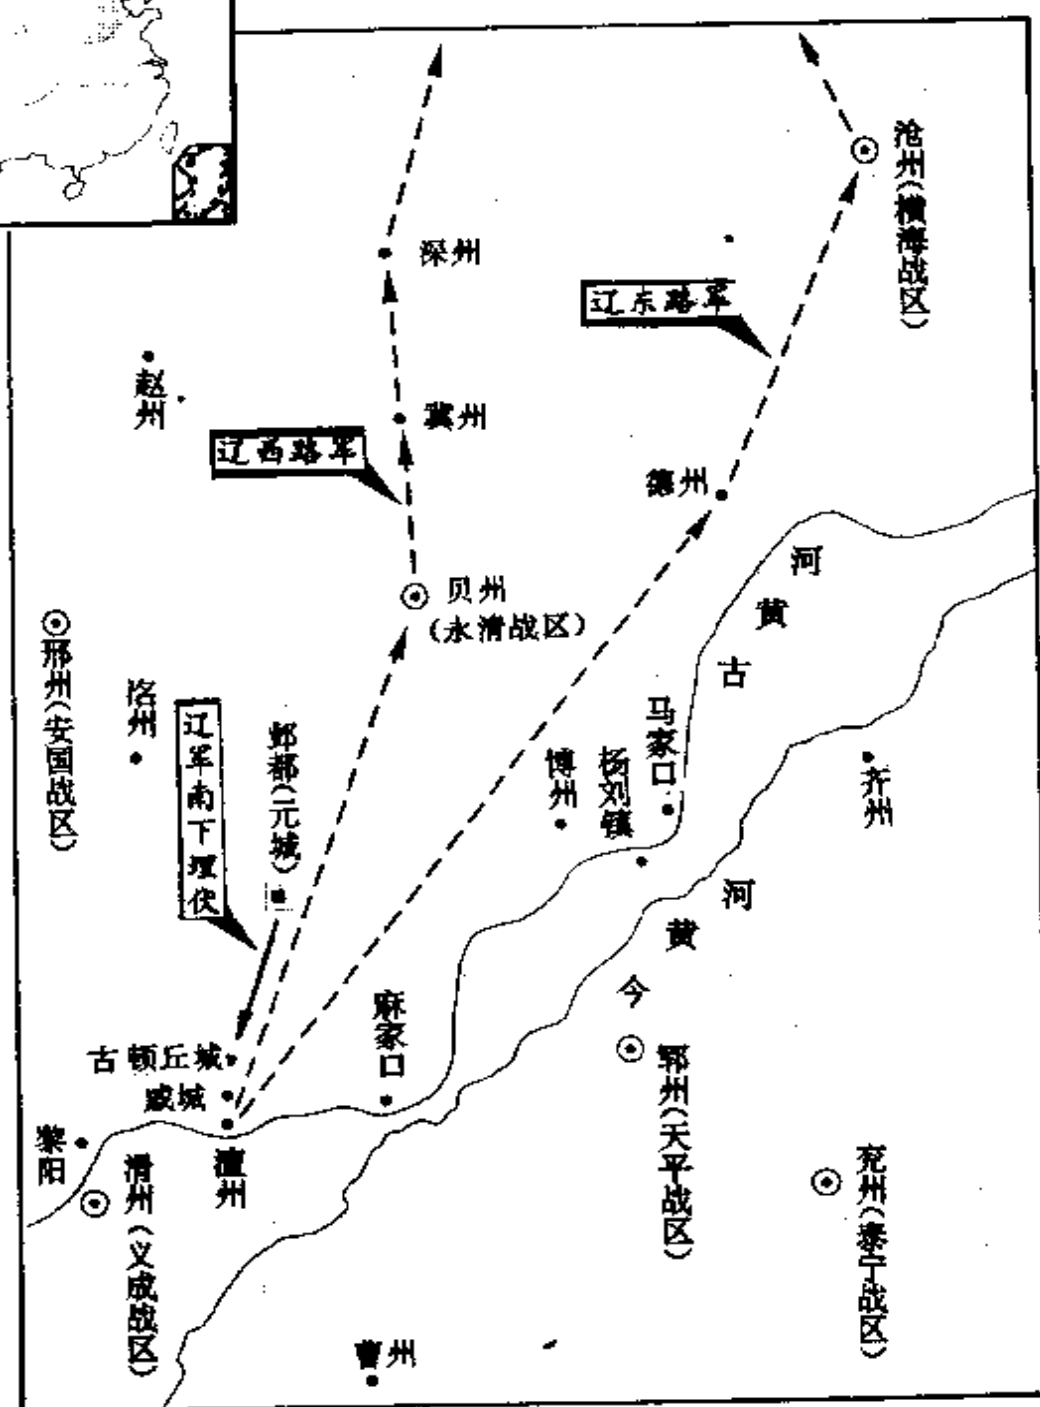 沧州(横海战区)
深州
辽东路军
赵州
冀州
辽西路军
德州
贝州
(永清战区)
河
黄
古
邢州(安国战区)
洺州
辽军南下埋伏
邺都(元城)
马家口
杨刘镇
博州
齐州
河
黄
今
麻家口
古顿丘城
戚城
郓州(天平战区)
黎阳
澶州
滑州(义成战区)
兖州(泰宁战区)
曹州